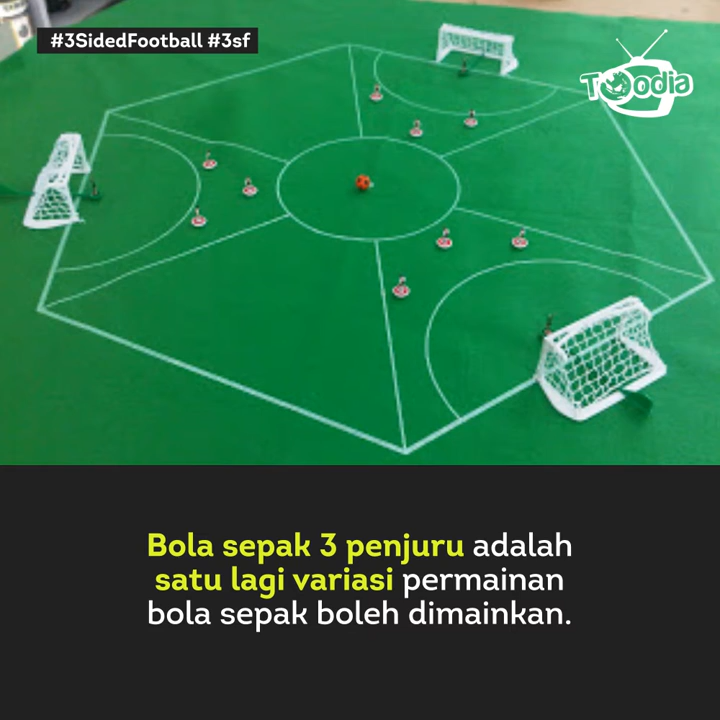 #3SidedFootball #3sf
Toodia
Bola sepak 3 penjuru adalah
satu lagi variasi permainan
bola sepak boleh dimainkan.